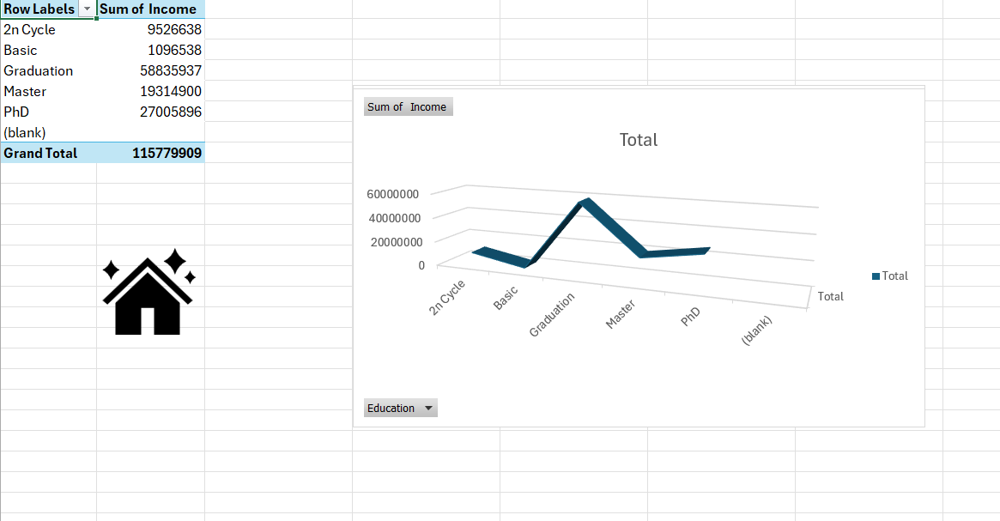 Row Labels Sum of Income
2n Cycle 9526638
Basic 1096538
Graduation 58835937
Master 19314900
PhD 27005896
(blank)
Grand Total 115779909
Sum of Income
Total
60000000
40000000
20000000
0
2n Cycle
Basic
Graduation
Master
PhD
(blank)
Total
Total
Education